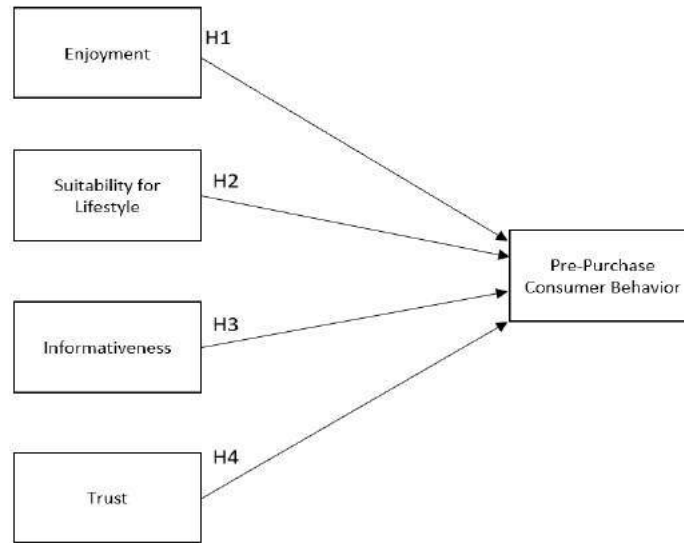 H1
Enjoyment
H2
Suitability for
Lifestyle
Pre-Purchase
Consumer Behavior
H3
Informativeness
H4
Trust